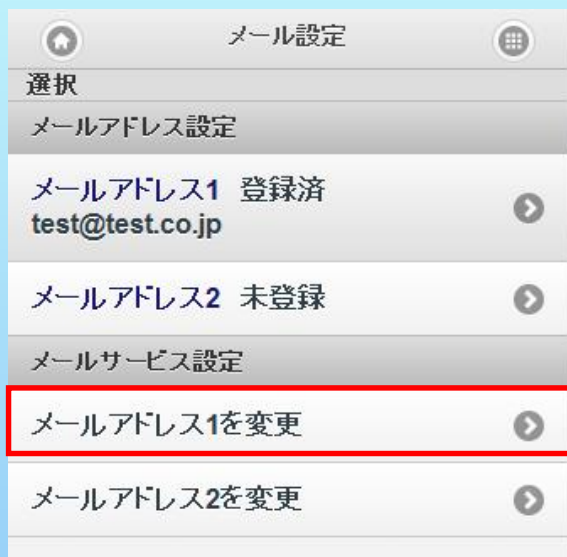 メール設定
選択
メールアドレス設定
メールアドレス1 登録済
test@test.co.jp
メールアドレス2 未登録
メールサービス設定
メールアドレス1を変更
メールアドレス2を変更